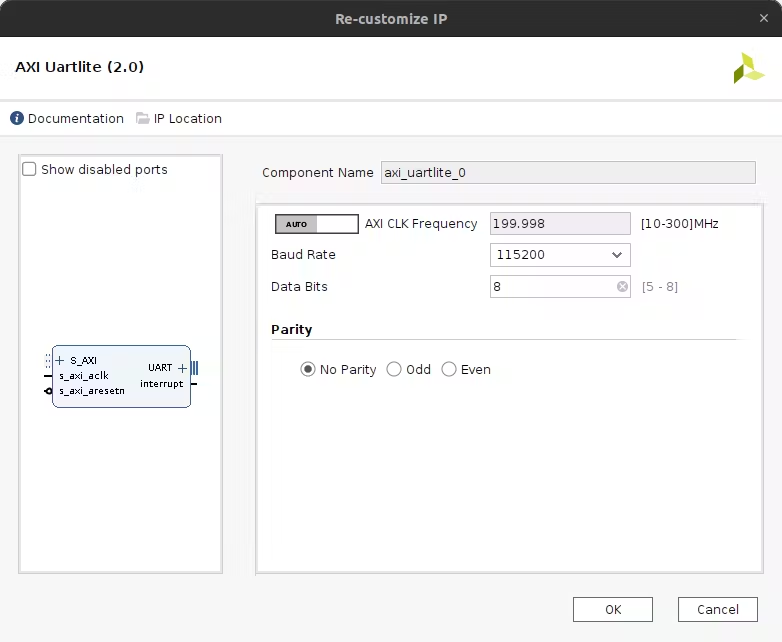 Re-customize IP
AXI Uartlite (2.0)
Documentation IP Location
Show disabled ports
S_AXI
s_axi_aclk
s_axi_aresetn
UART
interrupt
Component Name axi_uartlite_0
AUTO AXI CLK Frequency 199.998 [10-300]MHz
Baud Rate 115200
Data Bits 8 [5 - 8]
Parity
No Parity Odd Even
OK Cancel